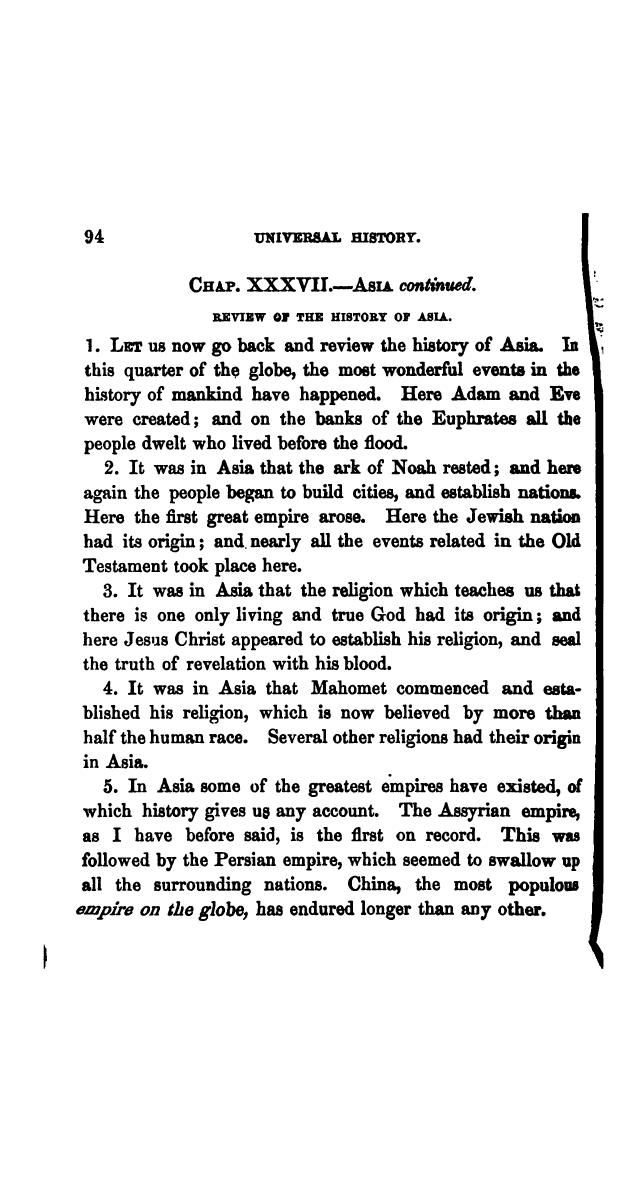 94 UNIVERSAL HISTORY.
CHAP. XXXVII.—ASIA continued.
REVIEW OF THE HISTORY OF ASIA.
1. LET us now go back and review the history of Asia. In
this quarter of the globe, the most wonderful events in the
history of mankind have happened. Here Adam and Eve
were created; and on the banks of the Euphrates all the
people dwelt who lived before the flood.
2. It was in Asia that the ark of Noah rested; and here
again the people began to build cities, and establish nations.
Here the first great empire arose. Here the Jewish nation
had its origin; and nearly all the events related in the Old
Testament took place here.
3. It was in Asia that the religion which teaches us that
there is one only living and true God had its origin; and
here Jesus Christ appeared to establish his religion, and seal
the truth of revelation with his blood.
4. It was in Asia that Mahomet commenced and esta-
blished his religion, which is now believed by more than
half the human race. Several other religions had their origin
in Asia.
5. In Asia some of the greatest empires have existed, of
which history gives us any account. The Assyrian empire,
as I have before said, is the first on record. This was
followed by the Persian empire, which seemed to swallow up
all the surrounding nations. China, the most populous
empire on the globe, has endured longer than any other.